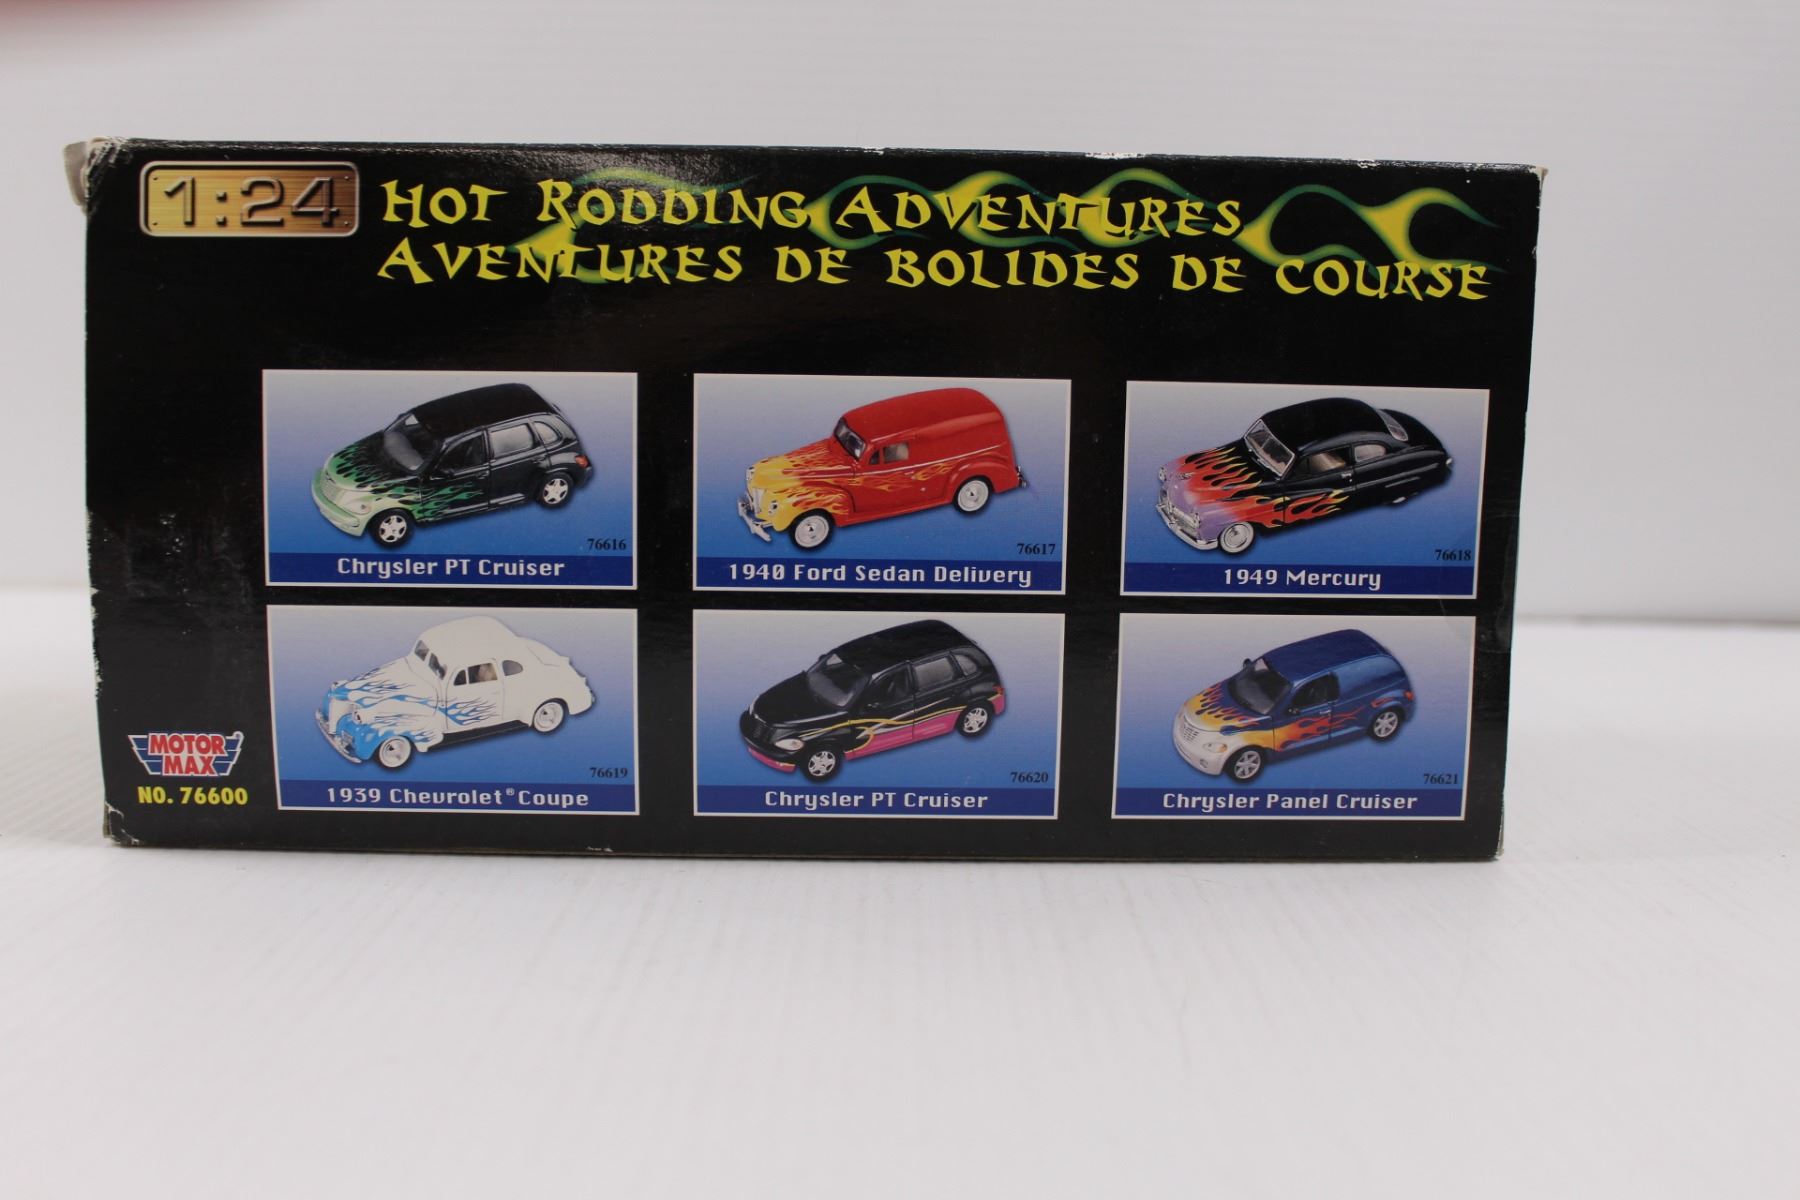 1:24
HOT RODDING ADVENTURES
AVENTURES DE BOLIDES DE COURSE
76616
Chrysler PT Cruiser
76617
1940 Ford Sedan Delivery
76618
1949 Mercury
76619
1939 Chevrolet® Coupe
76620
Chrysler PT Cruiser
76621
Chrysler Panel Cruiser
MOTOR
MAX
NO. 76600